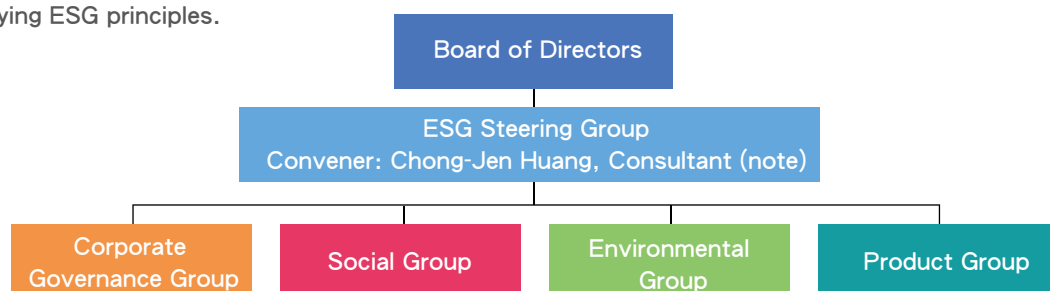 ying ESG principles.
Board of Directors
ESG Steering Group
Convener: Chong-Jen Huang, Consultant (note)
Corporate
Governance Group
Social Group
Environmental
Group
Product Group